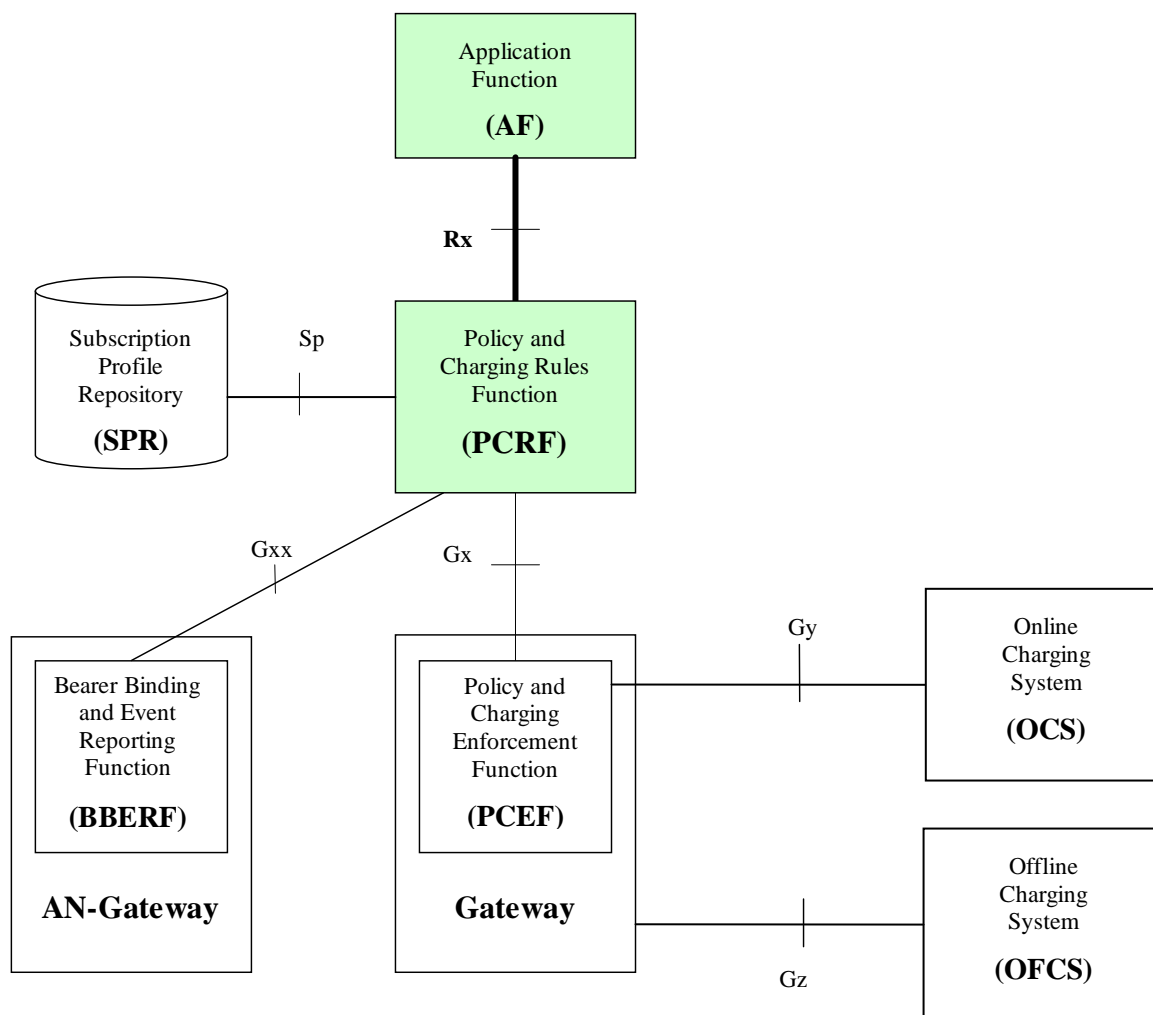 Application
Function
(AF)
Rx
Subscription
Profile
Repository
(SPR)
Sp
Policy and
Charging Rules
Function
(PCRF)
Gxx
Gx
Bearer Binding
and Event
Reporting
Function
(BBERF)
AN-Gateway
Policy and
Charging
Enforcement
Function
(PCEF)
Gateway
Gy
Online
Charging
System
(OCS)
Gz
Offline
Charging
System
(OFCS)